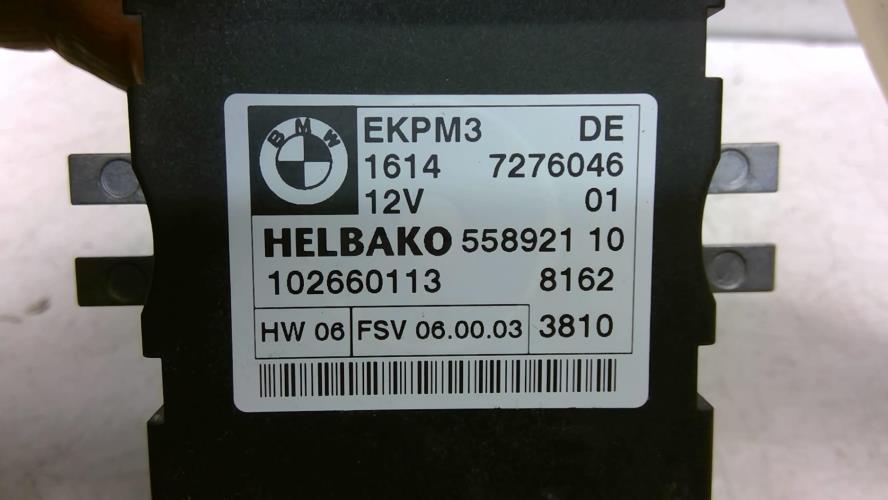 BMW
EKPM3 DE
1614 7276046
12V 01
HELBAKO 558921 10
102660113 8162
HW 06 FSV 06.00.03 3810